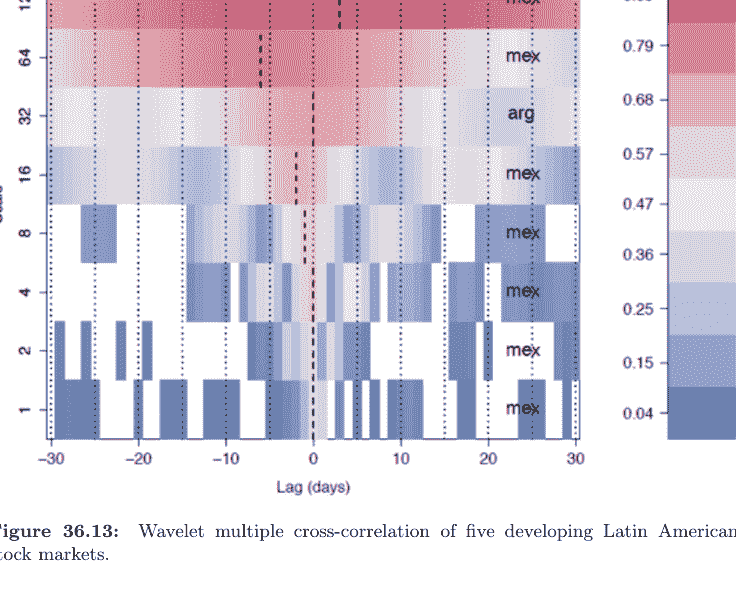 mex
64
mex
0.79
0.68
32
arg
0.57
16
mex
0.47
8
mex
0.36
4
mex
0.25
2
mex
0.15
1
mex
0.04
−30 −20 −10 0 10 20 30
Lag (days)
Figure 36.13: Wavelet multiple cross-correlation of five developing Latin American
stock markets.